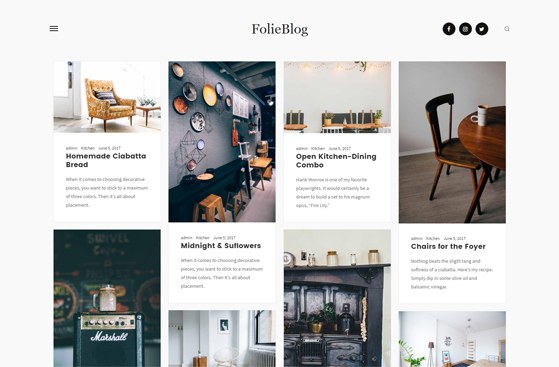 FolieBlog
admin Kitchen June 5, 2017
Homemade Ciabatta
Bread
When it comes to choosing decorative
pieces, you want to stick to a maximum
of three colors. Then it's all about
placement.
admin Kitchen June 5, 2017
Midnight & Suflowers
When it comes to choosing decorative
pieces, you want to stick to a maximum
of three colors. Then it's all about
placement.
admin Kitchen June 5, 2017
Open Kitchen-Dining
Combo
Hank Monroe is one of my favorite
playwrights. It would certainly be a
dream to build a set to his magnum
opus, "Fire Lily."
admin Kitchen June 5, 2017
Chairs for the Foyer
Nothing beats the slight tang and
softness of a ciabatta. Here's my recipe.
Simply dip in some olive oil and
balsamic vinegar.
SWIVEL
Marshall